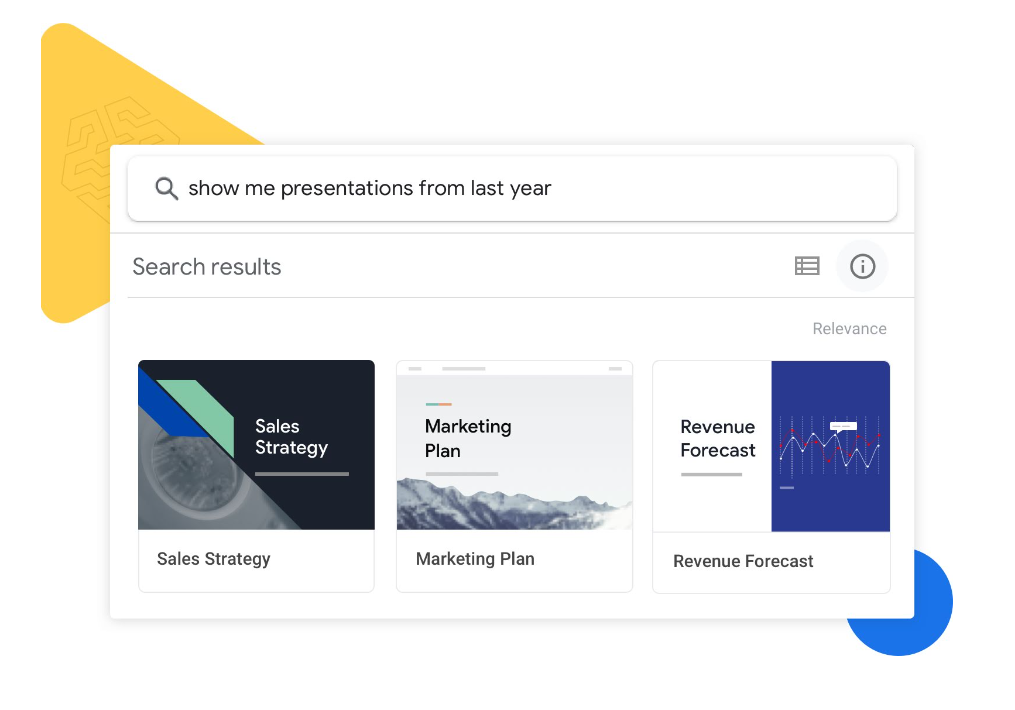 show me presentations from last year
Search results
Relevance
Sales
Strategy
Marketing
Plan
Revenue
Forecast
Sales Strategy
Marketing Plan
Revenue Forecast